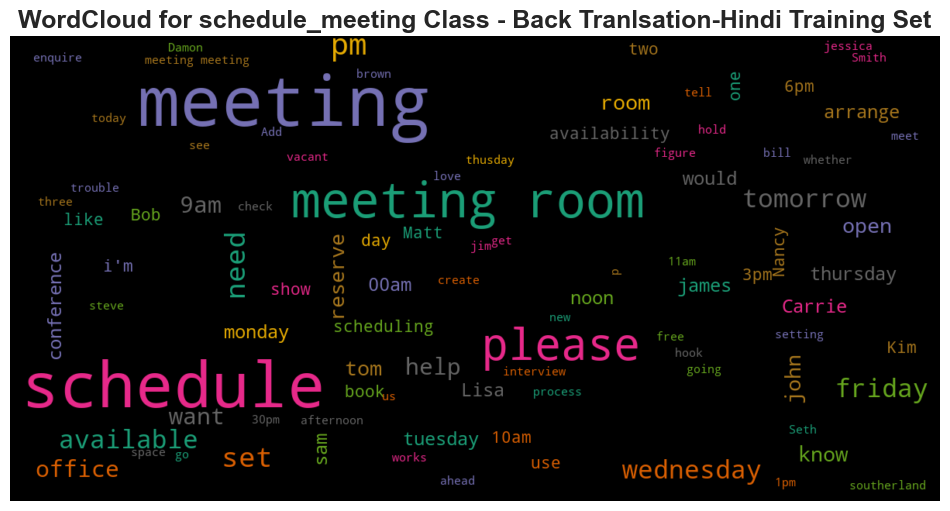 WordCloud for schedule_meeting Class - Back Tranlsation-Hindi Training Set
Damon
pm
two
jessica
enquire
meeting meeting
Smith
brown
meeting
tell
one
6pm
room
arrange
today
Add
availability
hold
meet
see
vacant
thusday
figure
bill
whether
love
would
trouble
meeting room
tomorrow
three
9am
check
like
Bob
Matt
open
day
jim
get
Nancy
need
reserve
conference
i'm
11am
3pm
thursday
00am
create
p
james
show
noon
steve
new
Carrie
monday
scheduling
please
free
setting
hook
Kim
schedule
tom
help
interview
going
john
friday
book
us
Lisa
process
want
30pm
afternoon
available
sam
tuesday
10am
Seth
space
go
works
set
use
know
office
wednesday
ahead
1pm
southerland